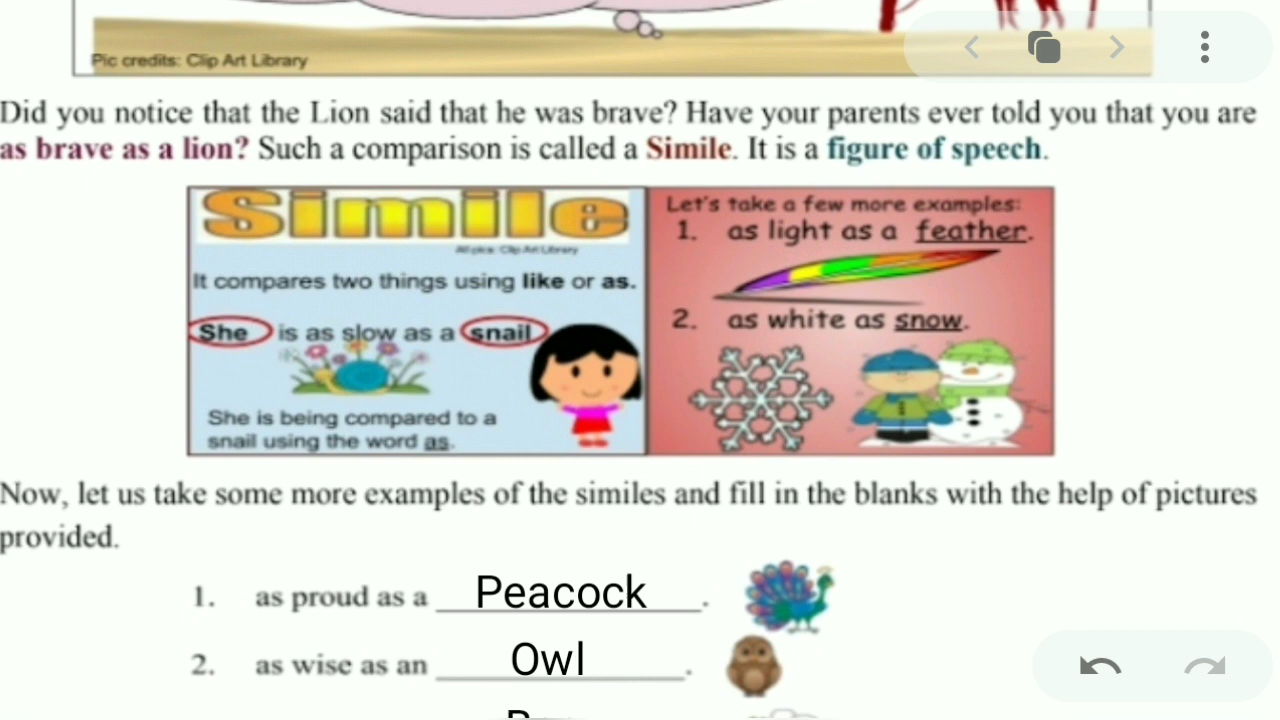 Pic credits: Clip Art Library
Did you notice that the Lion said that he was brave? Have your parents ever told you that you are
as brave as a lion? Such a comparison is called a Simile. It is a figure of speech.
Simile
All pics: Clip Art Library
It compares two things using like or as.
She is as slow as a snail
She is being compared to a
snail using the word as.
Let's take a few more examples:
1. as light as a feather.
2. as white as snow.
Now, let us take some more examples of the similes and fill in the blanks with the help of pictures
provided.
1. as proud as a Peacock.
2. as wise as an Owl.